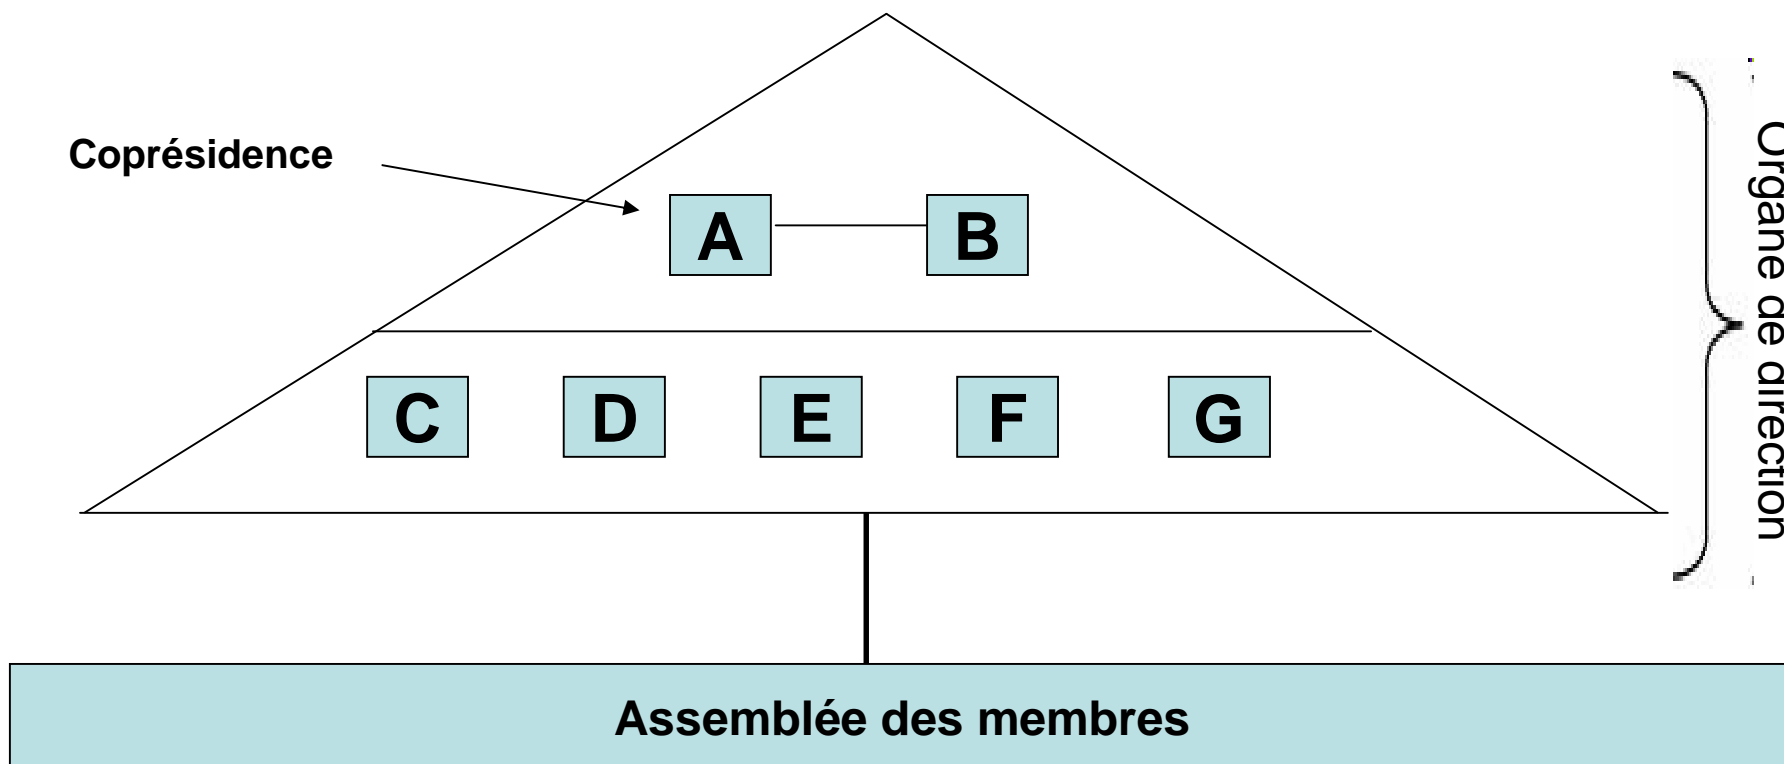 Coprésidence
A
B
C
D
E
F
G
Organe de direction
Assemblée des membres